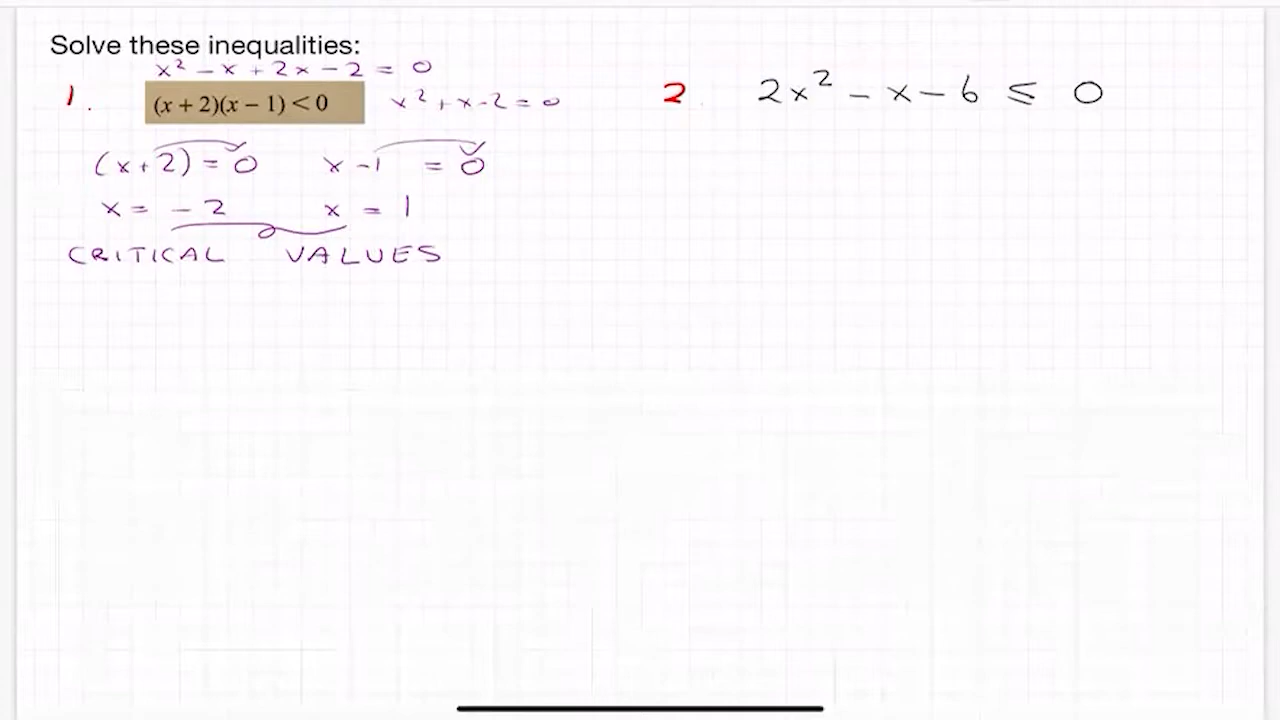 Solve these inequalities:
x² - x + 2x - 2 = 0
1. (x + 2)(x − 1) < 0 x² + x - 2 = 0
(x + 2) = 0 x - 1 = 0
x = - 2 x = 1
CRITICAL VALUES
2. 2x² - x - 6 ≤ 0